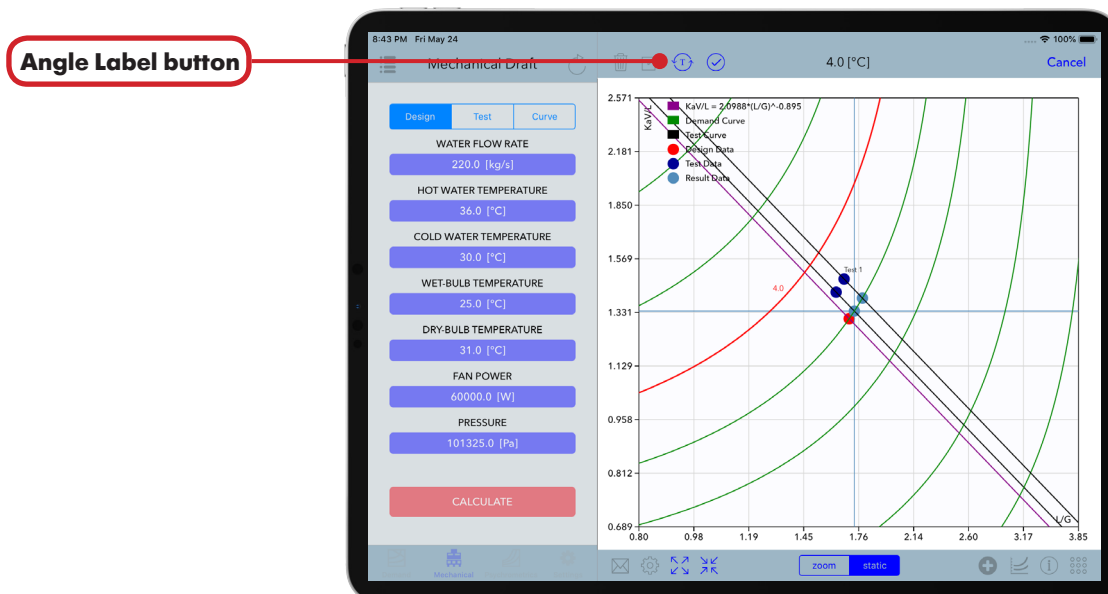 Angle Label button
8:43 PM Fri May 24
100%
Mechanical Draft
T
4.0 [°C]
Cancel
Design Test Curve
WATER FLOW RATE
220.0 [kg/s]
HOT WATER TEMPERATURE
36.0 [°C]
COLD WATER TEMPERATURE
30.0 [°C]
WET-BULB TEMPERATURE
25.0 [°C]
DRY-BULB TEMPERATURE
31.0 [°C]
FAN POWER
60000.0 [W]
PRESSURE
101325.0 [Pa]
CALCULATE
Mechanical
KaV/L
KaV/L = 2.0988*(L/G)^-0.895
Demand Curve
Test Curve
Design Data
Test Data
Result Data
2.571
2.181
1.850
1.569
1.331
1.129
0.958
0.812
0.689
Test 1
4.0
L/G
0.80 0.98 1.19 1.45 1.76 2.14 2.60 3.17 3.85
zoom static